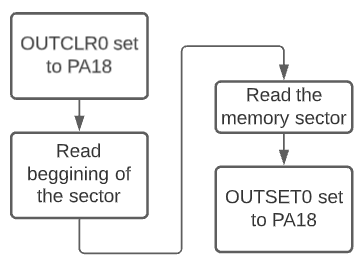 OUTCLR0 set
to PA18
Read
beggining of
the sector
Read the
memory sector
OUTSET0 set
to PA18